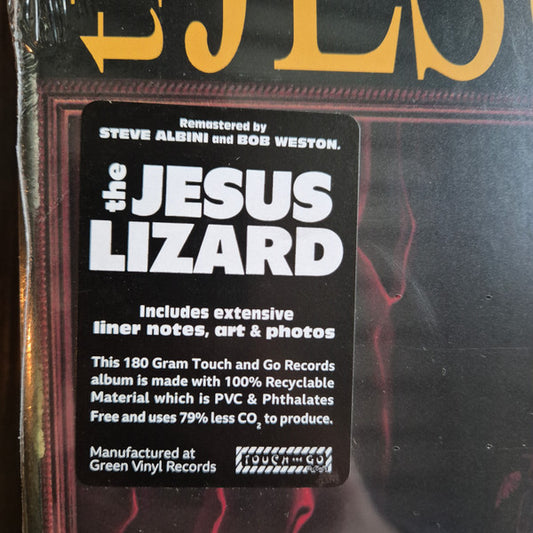 JES
Remastered by
STEVE ALBINI and BOB WESTON.
the JESUS
LIZARD
Includes extensive
liner notes, art & photos
This 180 Gram Touch and Go Records
album is made with 100% Recyclable
Material which is PVC & Phthalates
Free and uses 79% less CO₂ to produce.
Manufactured at
Green Vinyl Records
TOUCH AND GO